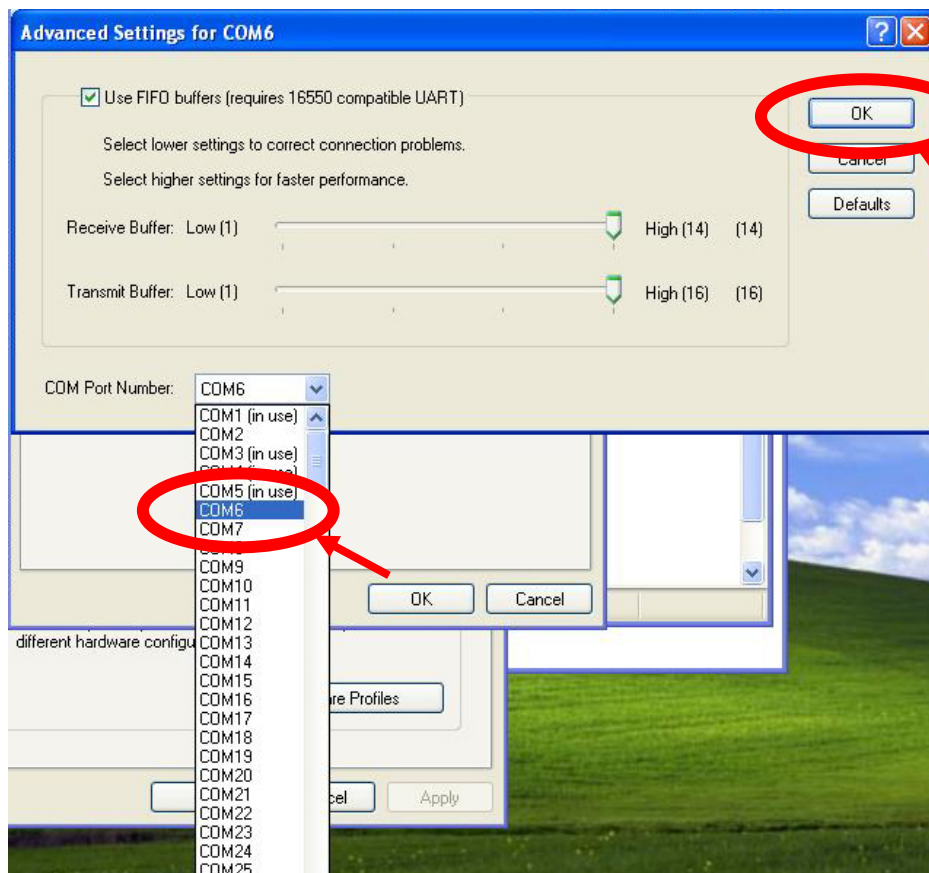 Advanced Settings for COM6
Use FIFO buffers (requires 16550 compatible UART)
OK
Select lower settings to correct connection problems.
Cancel
Select higher settings for faster performance.
Defaults
Receive Buffer: Low (1) High (14) (14)
Transmit Buffer: Low (1) High (16) (16)
COM Port Number: COM6
COM1 (in use)
COM2
COM3 (in use)
COM5 (in use)
COM6
COM7
COM9
COM10
OK Cancel
COM11
COM12
different hardware
COM13
COM14
COM15
COM16
Profiles
COM17
COM18
COM19
COM20
COM21
Apply
COM22
COM23
COM24
COM25